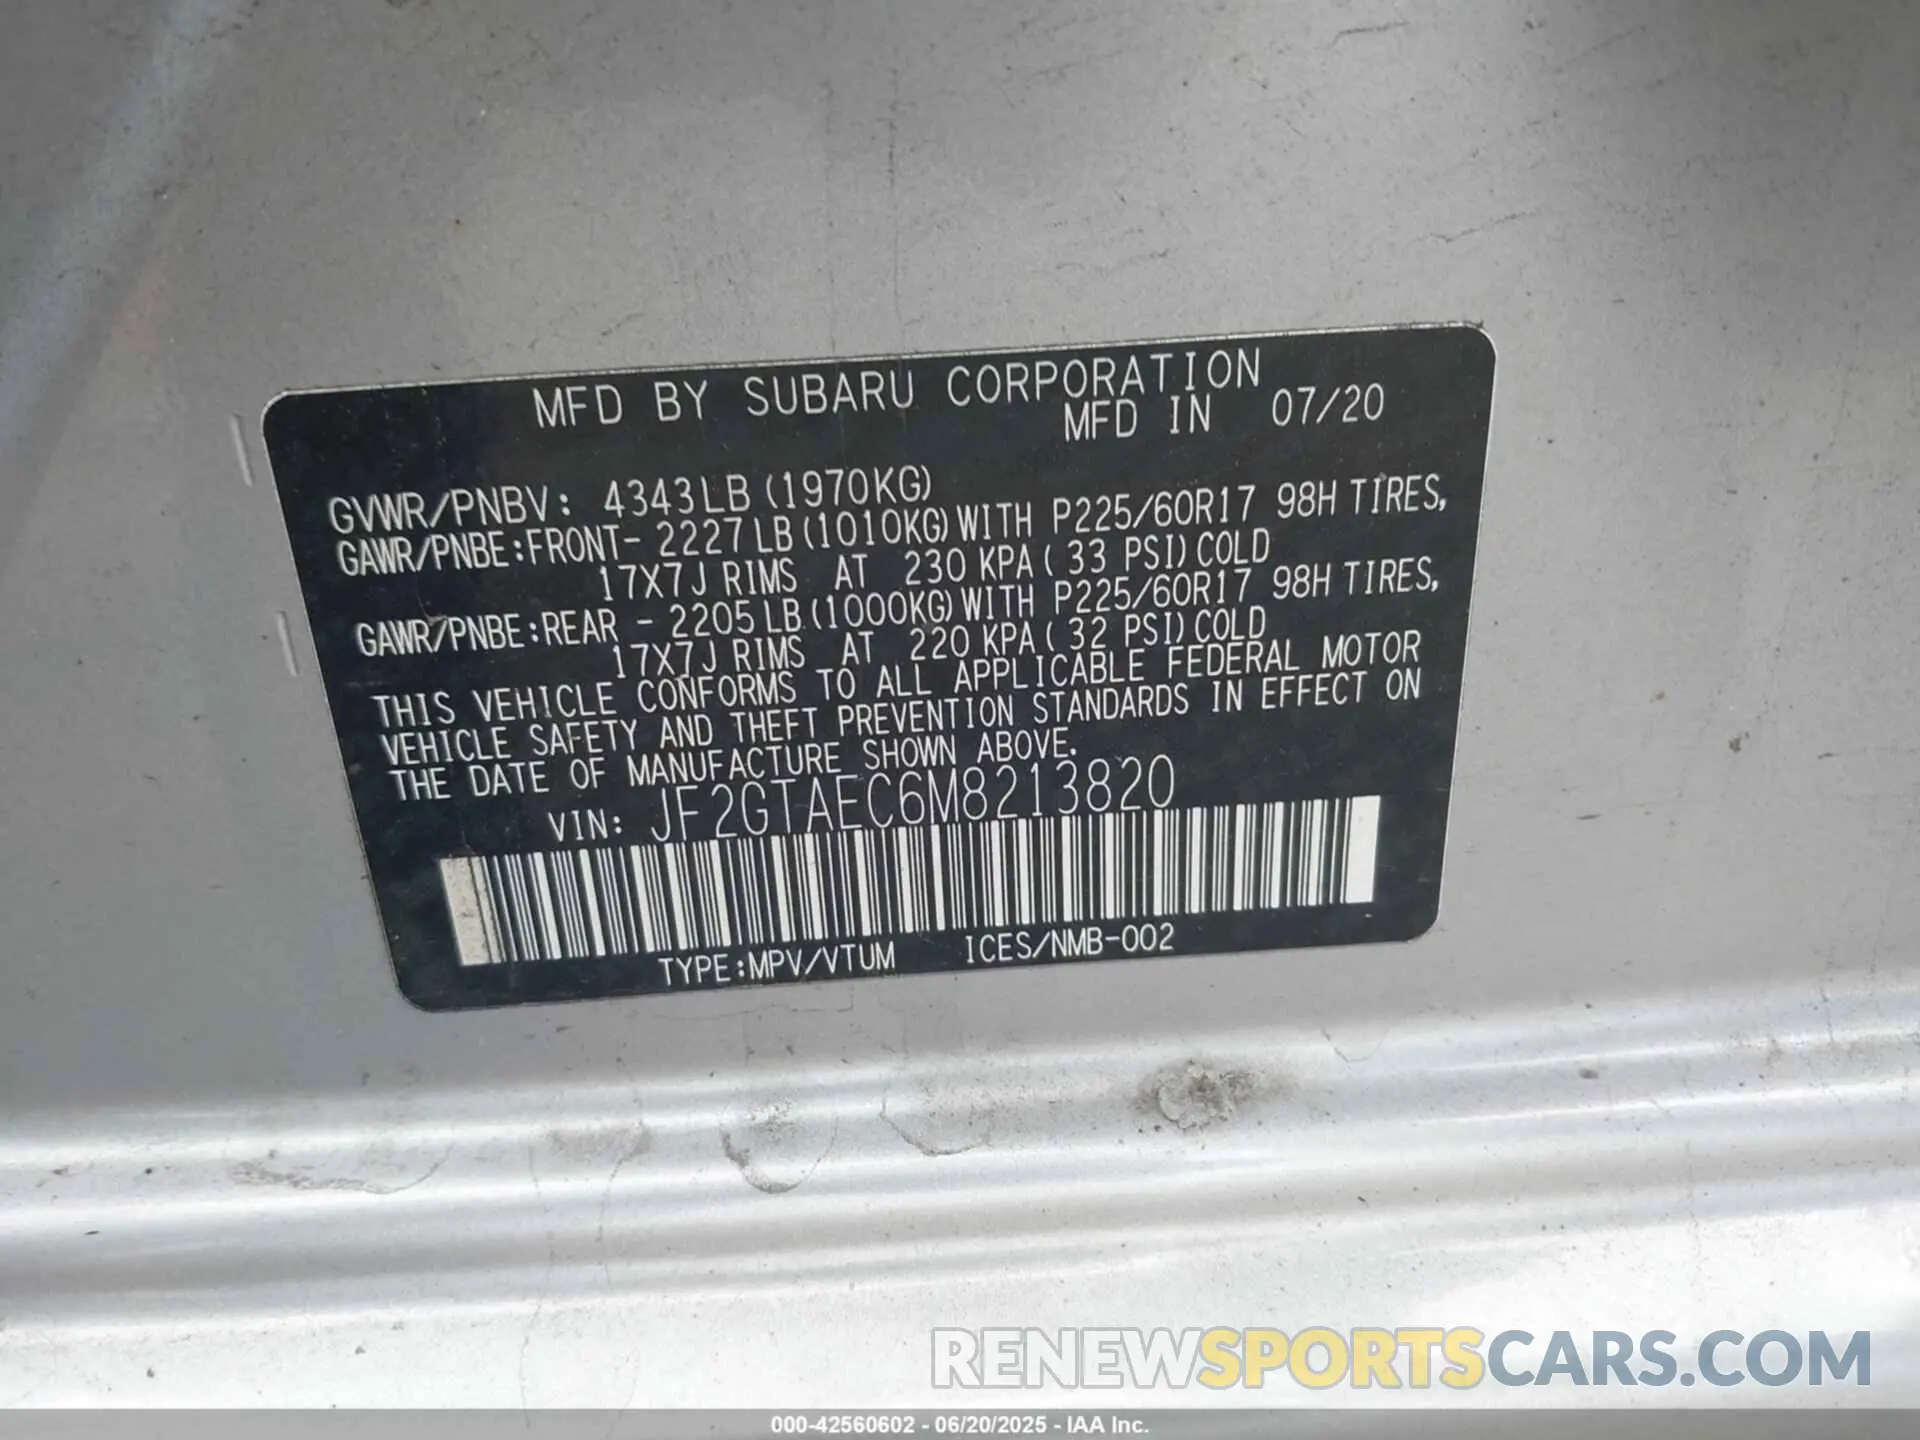 MFD BY SUBARU CORPORATION
MFD IN 07/20
GVWR/PNBV: 4343LB (1970KG)
GAWR/PNBE:FRONT- 2227LB (1010KG) WITH P225/60R17 98H TIRES,
17X7J RIMS AT 230 KPA ( 33 PSI) COLD
GAWR/PNBE:REAR - 2205LB (1000KG) WITH P225/60R17 98H TIRES,
17X7J RIMS AT 220 KPA ( 32 PSI) COLD
THIS VEHICLE CONFORMS TO ALL APPLICABLE FEDERAL MOTOR
VEHICLE SAFETY AND THEFT PREVENTION STANDARDS IN EFFECT ON
THE DATE OF MANUFACTURE SHOWN ABOVE.
VIN: JF2GTAEC6M8213820
TYPE:MPV/VTUM ICES/NMB-002
RENEWSPORTSCARS.COM
000-42560602 - 06/20/2025 - IAA Inc.